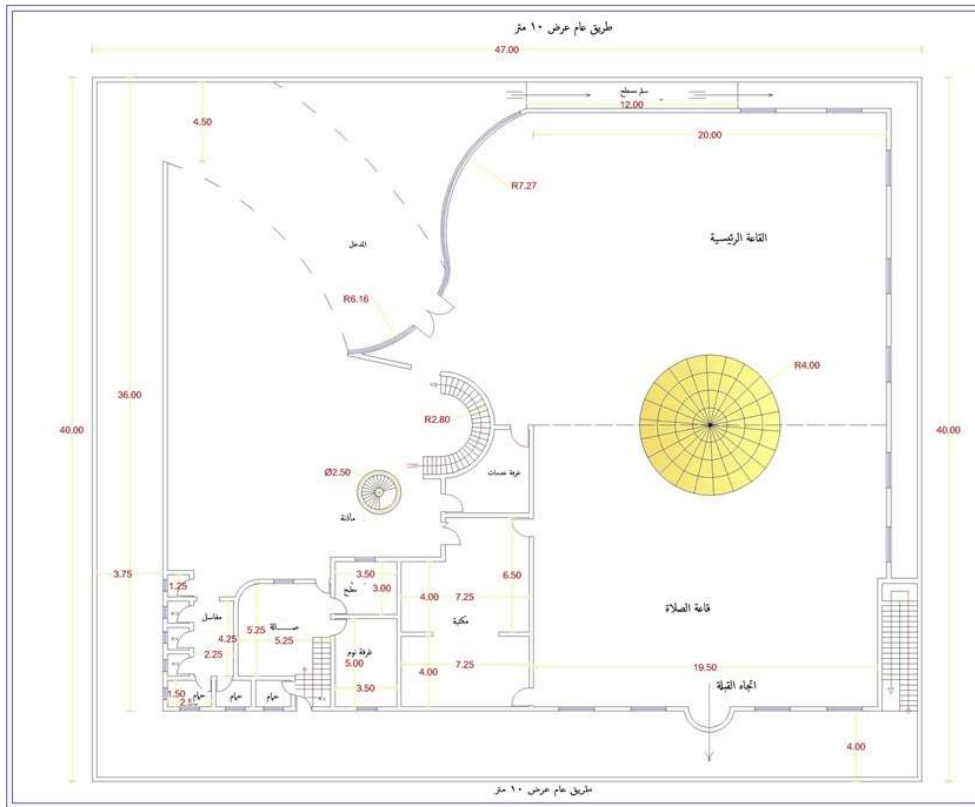 طريق عام عرض ١٠ متر
47.00
سلم مسطح
12.00
4.50
20.00
R7.27
القاعة الرئيسية
المدخل
R6.16
R4.00
36.00
40.00
40.00
R2.80
غرفة خدمات
Ø2.50
مأذنة
3.75
1.25
3.50
3.00
مطبخ
6.50
4.00
7.25
مغاسل
صالة
مكتبة
قاعة الصلاة
4.25
5.25
5.25
2.25
غرفة نوم
5.00
4.00
7.25
19.50
1.50
حمام
حمام
حمام
3.50
اتجاه القبلة
4.00
طريق عام عرض ١٠ متر